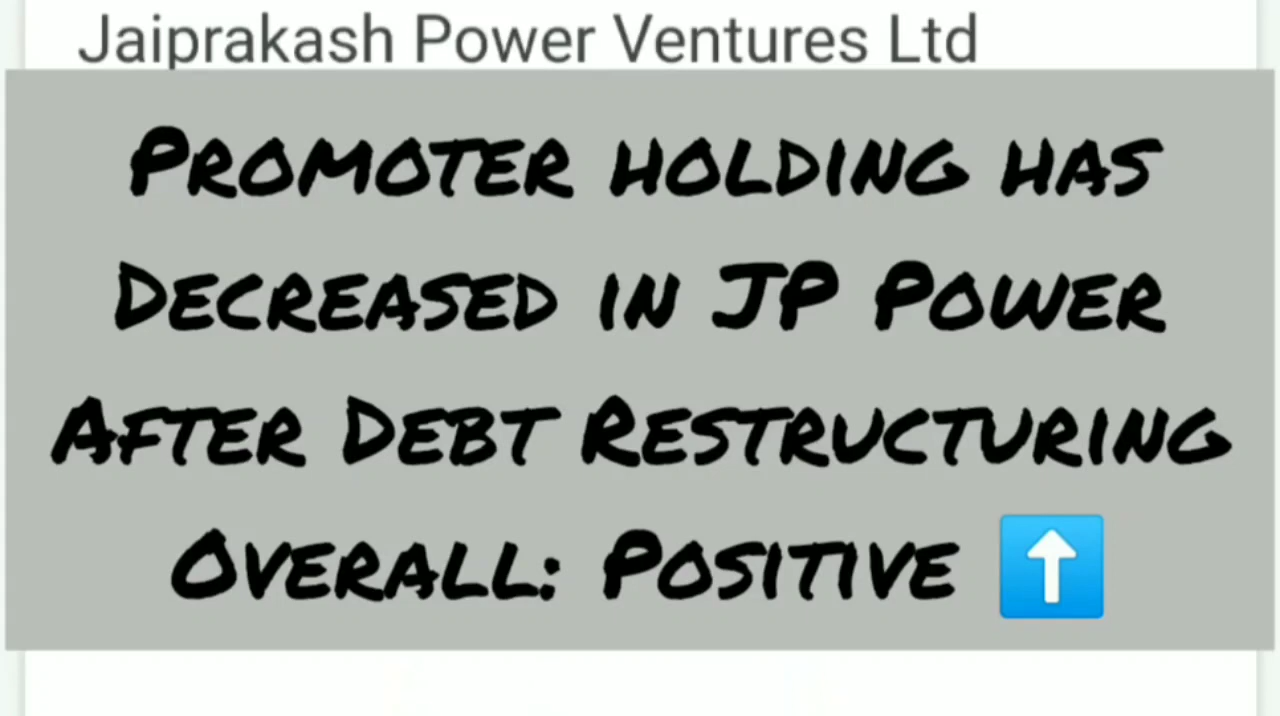 Jaiprakash Power Ventures Ltd
PROMOTER HOLDING HAS
DECREASED IN JP POWER
AFTER DEBT RESTRUCTURING
OVERALL: POSITIVE ⬆️